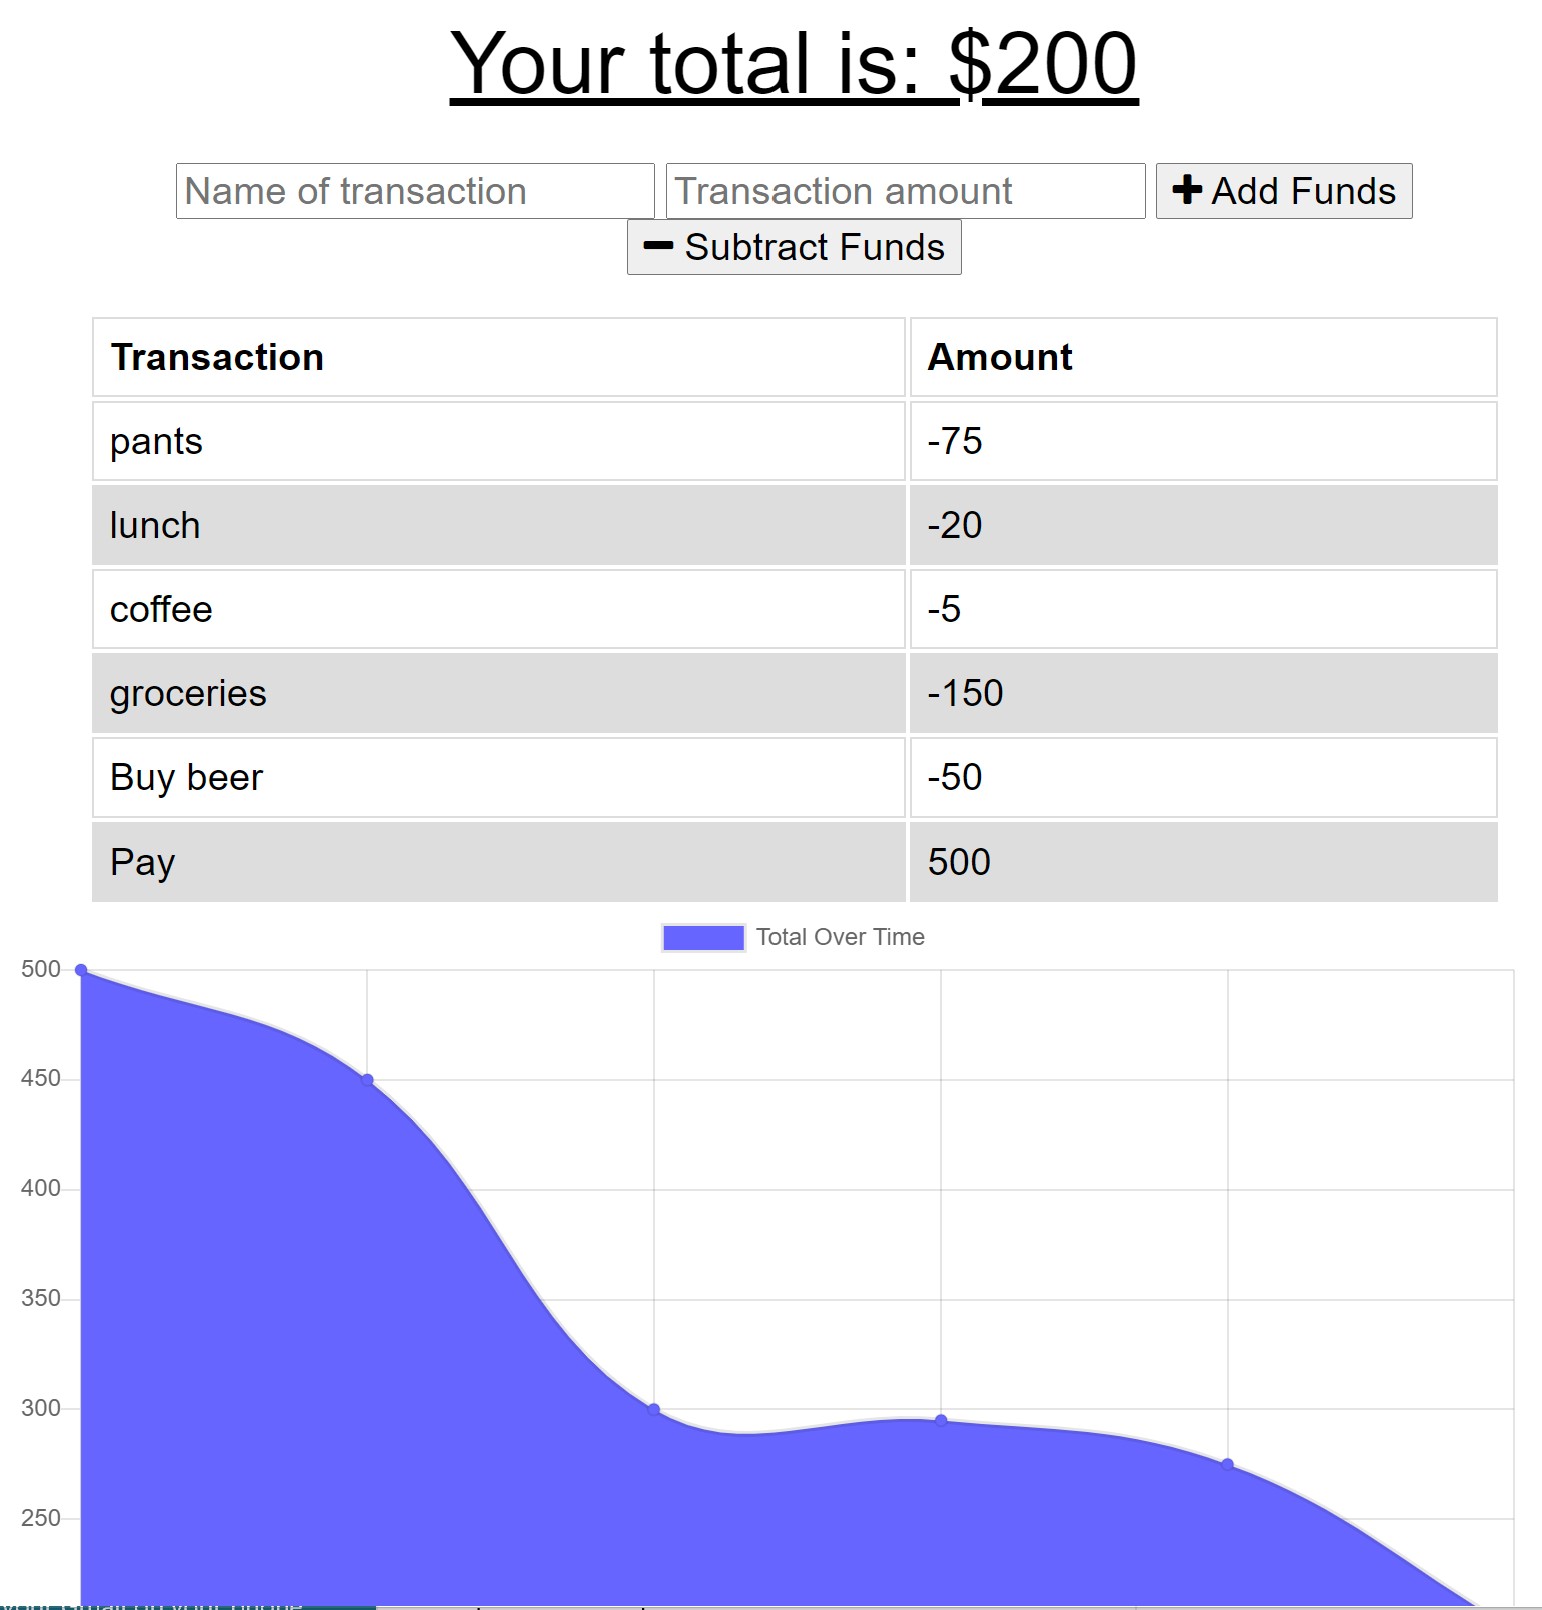 Your total is: $200
Name of transaction Transaction amount Add Funds
Subtract Funds
Transaction Amount
pants -75
lunch -20
coffee -5
groceries -150
Buy beer -50
Pay 500
Total Over Time
500
450
400
350
300
250